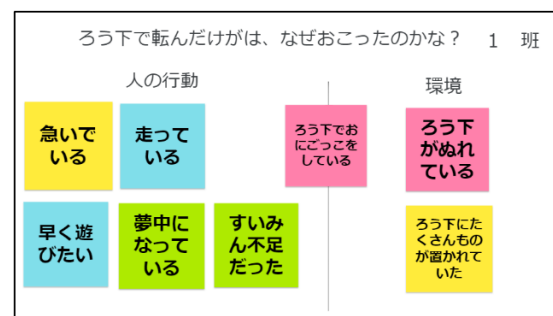 ろう下で転んだけがは、なぜおこったのかな？ 1 班
人の行動
環境
急いで
いる
走って
いる
ろう下でお
にごっこを
している
ろう下
がぬれ
ている
早く遊
びたい
夢中に
なって
いる
すいみ
ん不足
だった
ろう下にた
くさんもの
が置かれて
いた